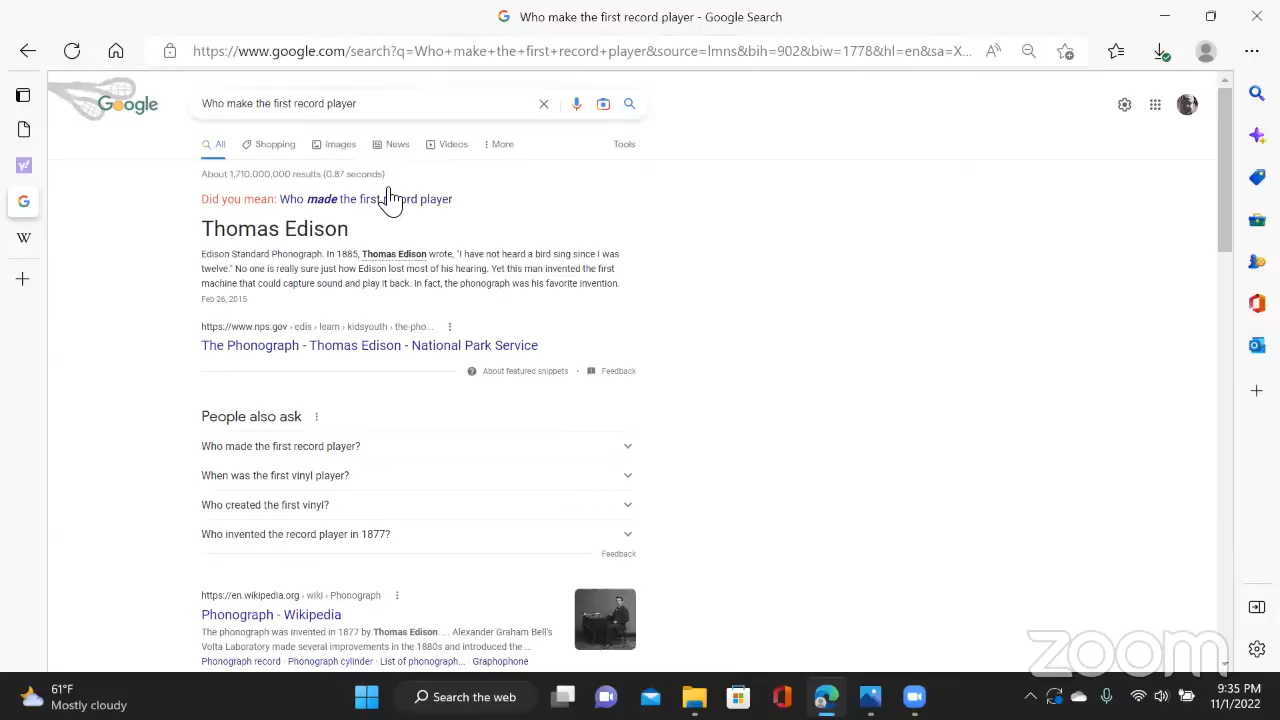 Who make the first record player - Google Search
https://www.google.com/search?q=Who+make+the+first+record+player&source=lmns&bih=902&biw=1778&hl=en&sa=X...
Google
Who make the first record player
All Shopping Images News Videos More Tools
About 1,710,000,000 results (0.87 seconds)
Did you mean: Who made the first record player
Thomas Edison
Edison Standard Phonograph. In 1885, Thomas Edison wrote, "I have not heard a bird sing since I was
twelve." No one is really sure just how Edison lost most of his hearing. Yet this man invented the first
machine that could capture sound and play it back. In fact, the phonograph was his favorite invention.
Feb 26, 2015
https://www.nps.gov › edis › learn › kidsyouth › the-pho...
The Phonograph - Thomas Edison - National Park Service
About featured snippets • Feedback
People also ask
Who made the first record player?
When was the first vinyl player?
Who created the first vinyl?
Who invented the record player in 1877?
Feedback
https://en.wikipedia.org › wiki › Phonograph
Phonograph - Wikipedia
The phonograph was invented in 1877 by Thomas Edison. ... Alexander Graham Bell's
Volta Laboratory made several improvements in the 1880s and introduced the ...
Phonograph record · Phonograph cylinder · List of phonograph... · Graphophone
zoom
61°F
Mostly cloudy
Search the web
9:35 PM
11/1/2022